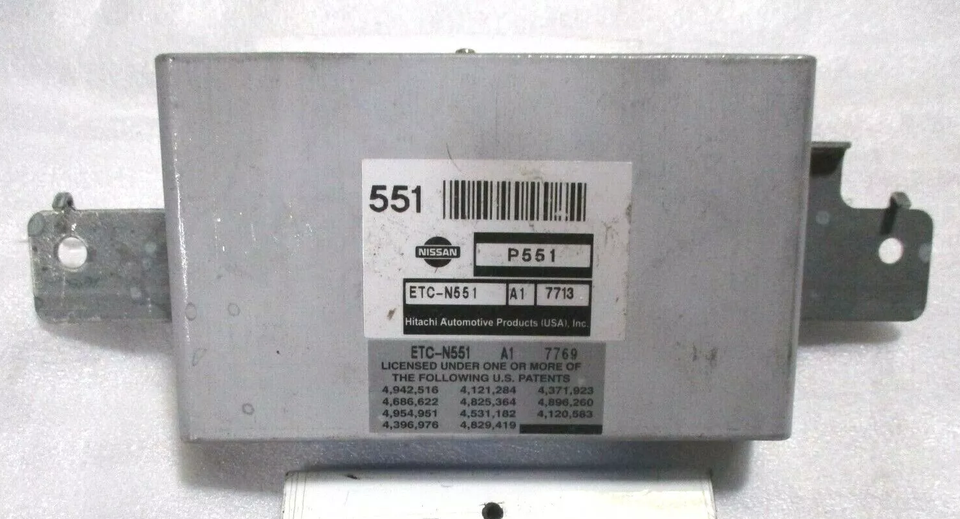 551
NISSAN
P551
ETC-N551 A1 7713
Hitachi Automotive Products (USA), Inc.
ETC-N551 A1 7769
LICENSED UNDER ONE OR MORE OF
THE FOLLOWING U.S. PATENTS
4,942,516 4,121,284 4,371,923
4,686,622 4,825,364 4,896,260
4,954,951 4,531,182 4,120,583
4,396,976 4,829,419